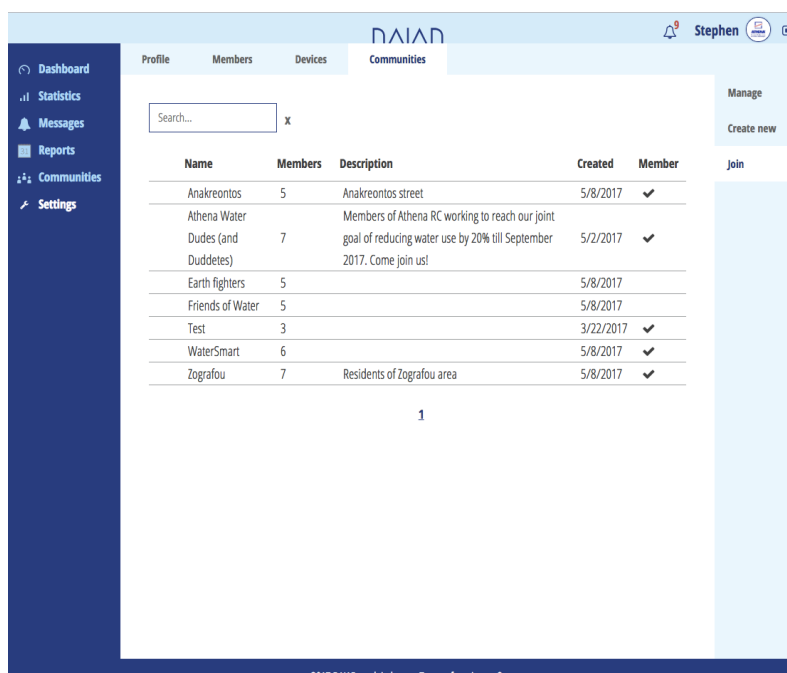 DAIAD
9
Stephen
Dashboard
Statistics
Messages
Reports
Communities
Settings
Profile Members Devices Communities
Manage
Create new
Join
Search...
x
Name Members Description Created Member
Anakreontos 5 Anakreontos street 5/8/2017 ✔
Athena Water Members of Athena RC working to reach our joint
Dudes (and 7 goal of reducing water use by 20% till September 5/2/2017 ✔
Duddetes) 2017. Come join us!
Earth fighters 5 5/8/2017
Friends of Water 5 5/8/2017
Test 3 3/22/2017 ✔
WaterSmart 6 5/8/2017 ✔
Zografou 7 Residents of Zografou area 5/8/2017 ✔
1